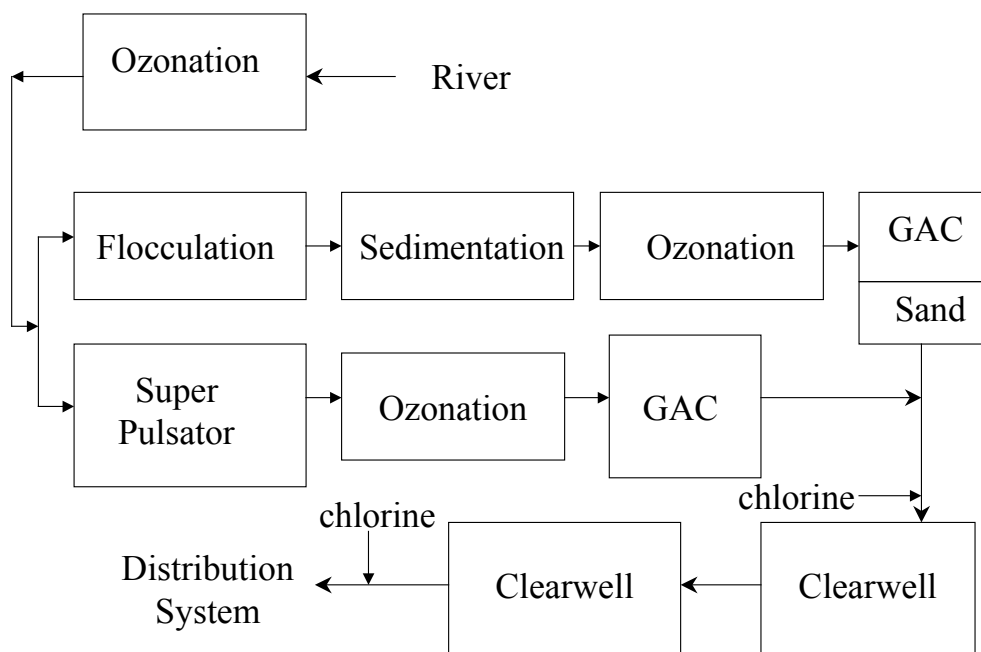 Ozonation
River
Flocculation
Sedimentation
Ozonation
GAC
Sand
Super
Pulsator
Ozonation
GAC
chlorine
chlorine
Distribution
System
Clearwell
Clearwell